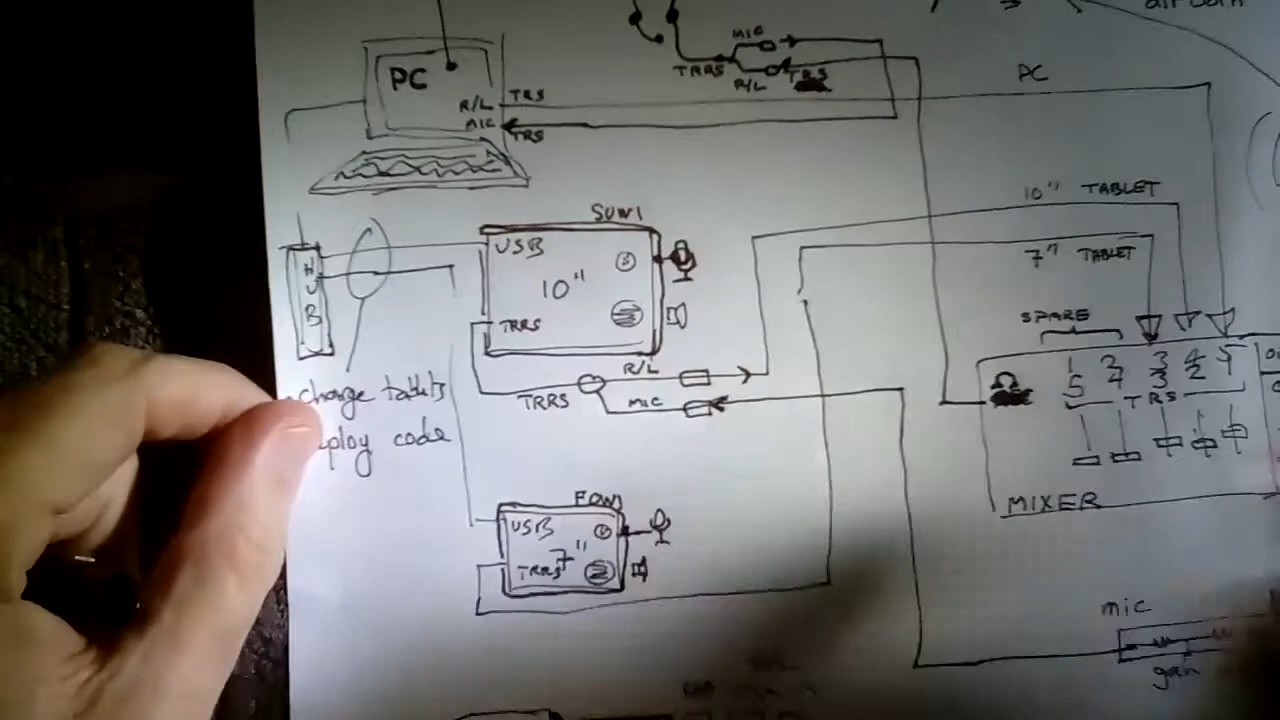 airborn
MIC
TRRS
R/L
TRS
PC
R/L
TRS
MIC
TRS
PC
10" TABLET
7" TABLET
SUW1
USB
10"
TRRS
HUB
R/L
TRRS
MIC
charge tablets
ploy code
SPARE
1 2 3 4 5
5 4 3 2 1
TRS
MIXER
USB
7"
TRRS
mic
gain